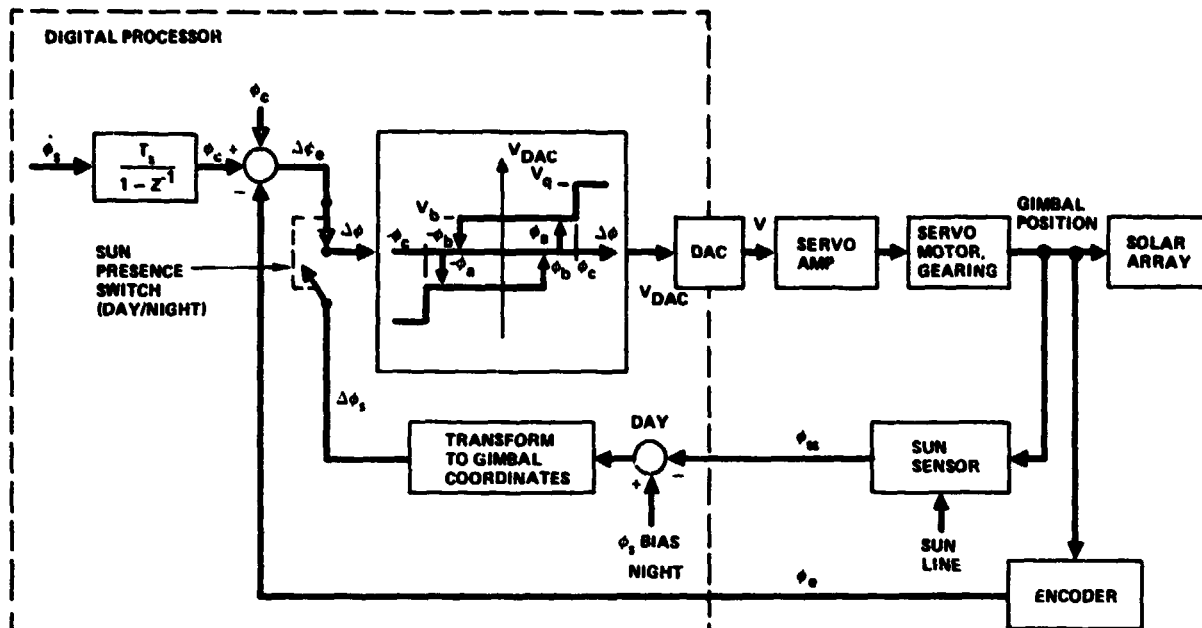 DIGITAL PROCESSOR
ϕc
ϕ̇s
Ts
1 − Z⁻¹
ϕc +
−
Δϕe
SUN
PRESENCE
SWITCH
(DAY/NIGHT)
Δϕ
VDAC
Vq
Vb
-ϕc
-ϕb
-ϕa
ϕa
ϕb
ϕc
Δϕ
VDAC
DAC
V
SERVO
AMP
SERVO
MOTOR,
GEARING
GIMBAL
POSITION
SOLAR
ARRAY
Δϕs
TRANSFORM
TO GIMBAL
COORDINATES
DAY
+
−
ϕs BIAS
NIGHT
ϕss
SUN
SENSOR
SUN
LINE
ϕe
ENCODER